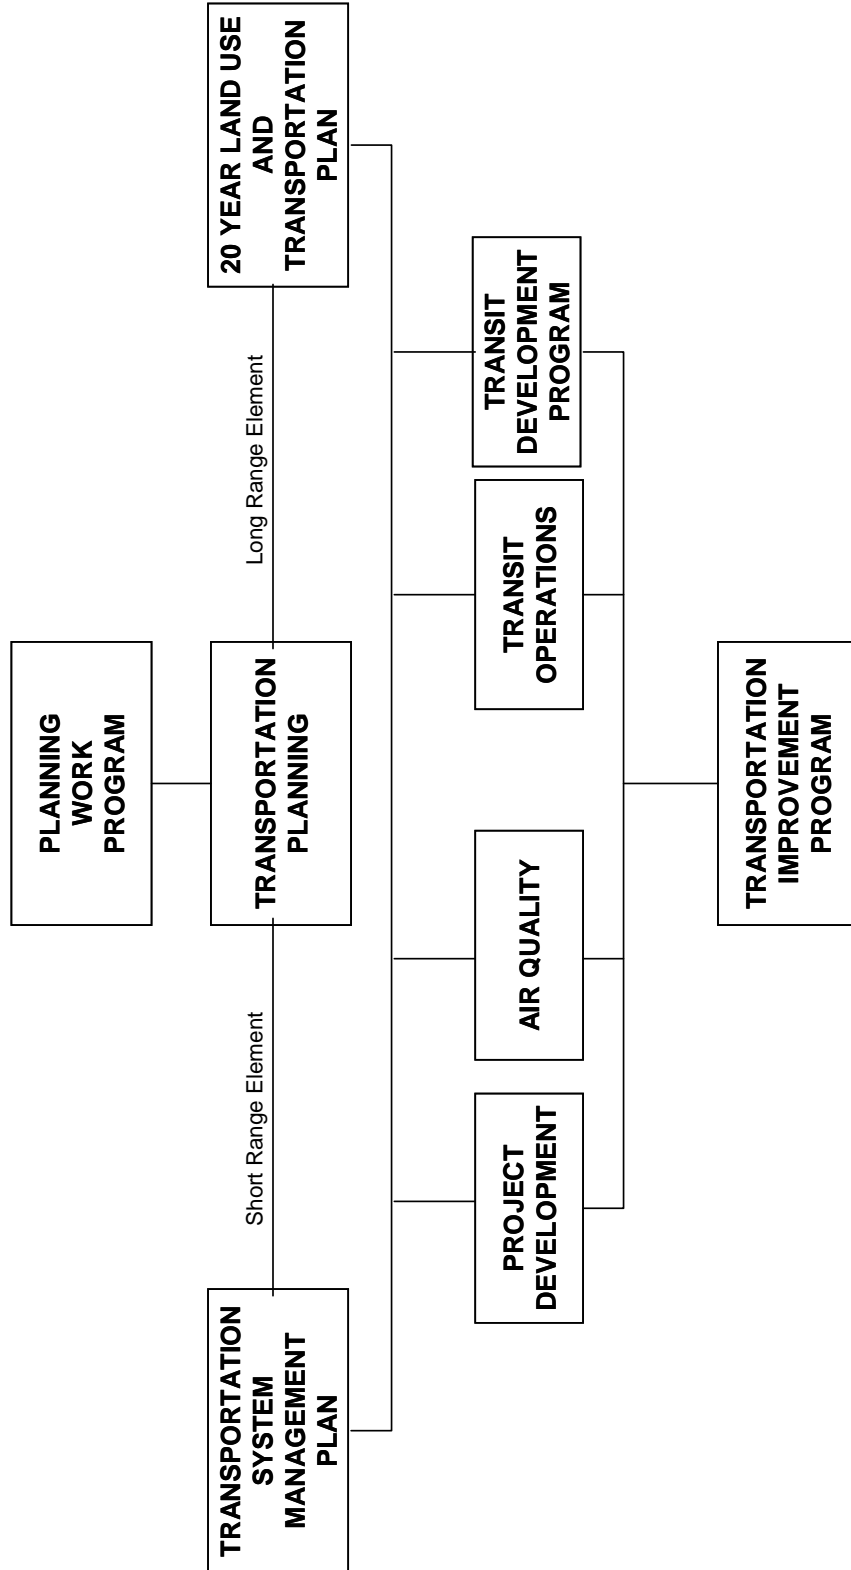 PLANNING
WORK
PROGRAM
TRANSPORTATION
SYSTEM
MANAGEMENT
PLAN
Short Range Element
TRANSPORTATION
PLANNING
Long Range Element
20 YEAR LAND USE
AND
TRANSPORTATION
PLAN
PROJECT
DEVELOPMENT
AIR QUALITY
TRANSIT
OPERATIONS
TRANSIT
DEVELOPMENT
PROGRAM
TRANSPORTATION
IMPROVEMENT
PROGRAM